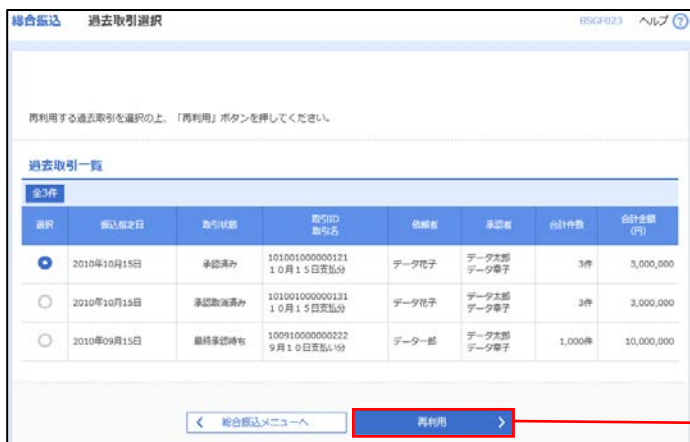 総合振込 過去取引選択 BSGF023 ヘルプ ?
再利用する過去取引を選択の上、「再利用」ボタンを押してください。
過去取引一覧
全3件
選択 振込指定日 取引状態 取引ID 取引名 依頼者 承認者 合計件数 合計金額 (円)
2010年10月15日 承認済み 101001000000121 データ花子 データ太郎 3件 3,000,000
10月15日支払分 データ幸子
2010年10月15日 承認取消済み 101001000000131 データ花子 データ太郎 3件 3,000,000
10月15日支払分 データ幸子
2010年09月15日 最終承認待ち 100910000000222 データ一郎 データ太郎 1,000件 10,000,000
9月10日支払い分 データ幸子
総合振込メニューへ 再利用